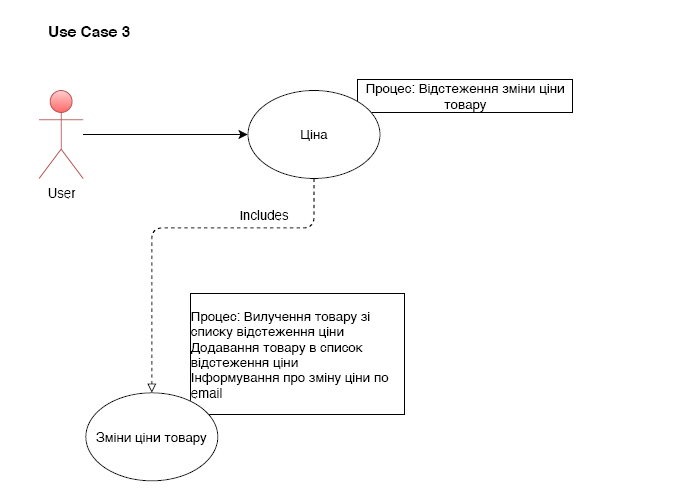 Use Case 3
Процес: Відстеження зміни ціни
товару
Ціна
User
Includes
Процес: Вилучення товару зі
списку відстеження ціни
Додавання товару в список
відстеження ціни
Інформування про зміну ціни по
email
Зміни ціни товару